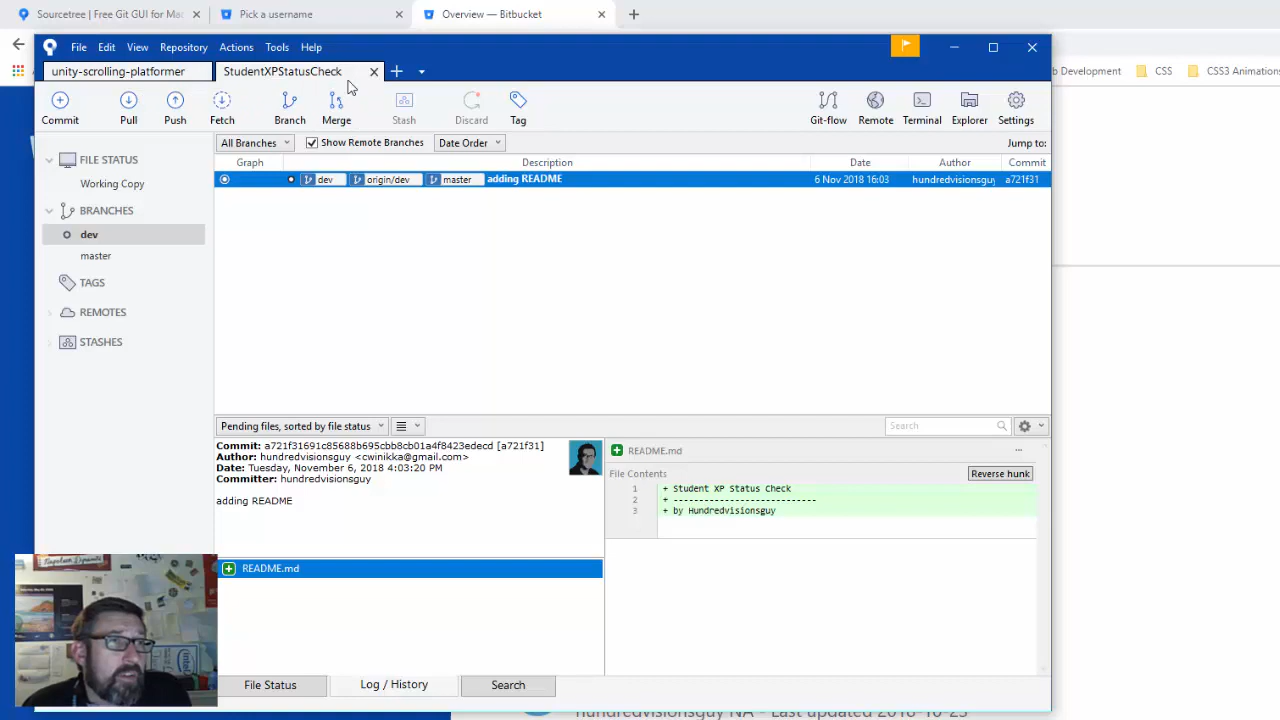 Sourcetree | Free Git GUI for Mac
Pick a username
Overview — Bitbucket
File Edit View Repository Actions Tools Help
unity-scrolling-platformer
StudentXPStatusCheck
Commit Pull Push Fetch Branch Merge Stash Discard Tag Git-flow Remote Terminal Explorer Settings
b Development CSS CSS3 Animations
All Branches Show Remote Branches Date Order Jump to:
Graph Description Date Author Commit
dev origin/dev master adding README 6 Nov 2018 16:03 hundredvisionsguy a721f31
FILE STATUS
Working Copy
BRANCHES
dev
master
TAGS
REMOTES
STASHES
Pending files, sorted by file status Search
Commit: a721f31691c85688b695cbb8cb01a4f8423edecd [a721f31]
Author: hundredvisionsguy <cwinikka@gmail.com>
Date: Tuesday, November 6, 2018 4:03:20 PM
Committer: hundredvisionsguy
adding README
README.md
README.md
File Contents Reverse hunk
1 + Student XP Status Check
2 + ---------------------------
3 + by Hundredvisionsguy
File Status Log / History Search
hundredvisionsguy NA - Last updated 2018-10-23